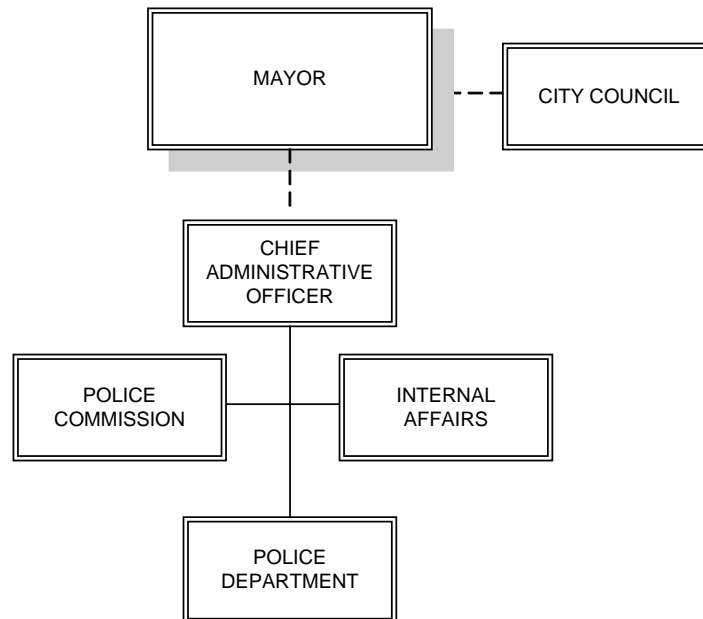 MAYOR
CITY COUNCIL
CHIEF
ADMINISTRATIVE
OFFICER
POLICE
COMMISSION
INTERNAL
AFFAIRS
POLICE
DEPARTMENT